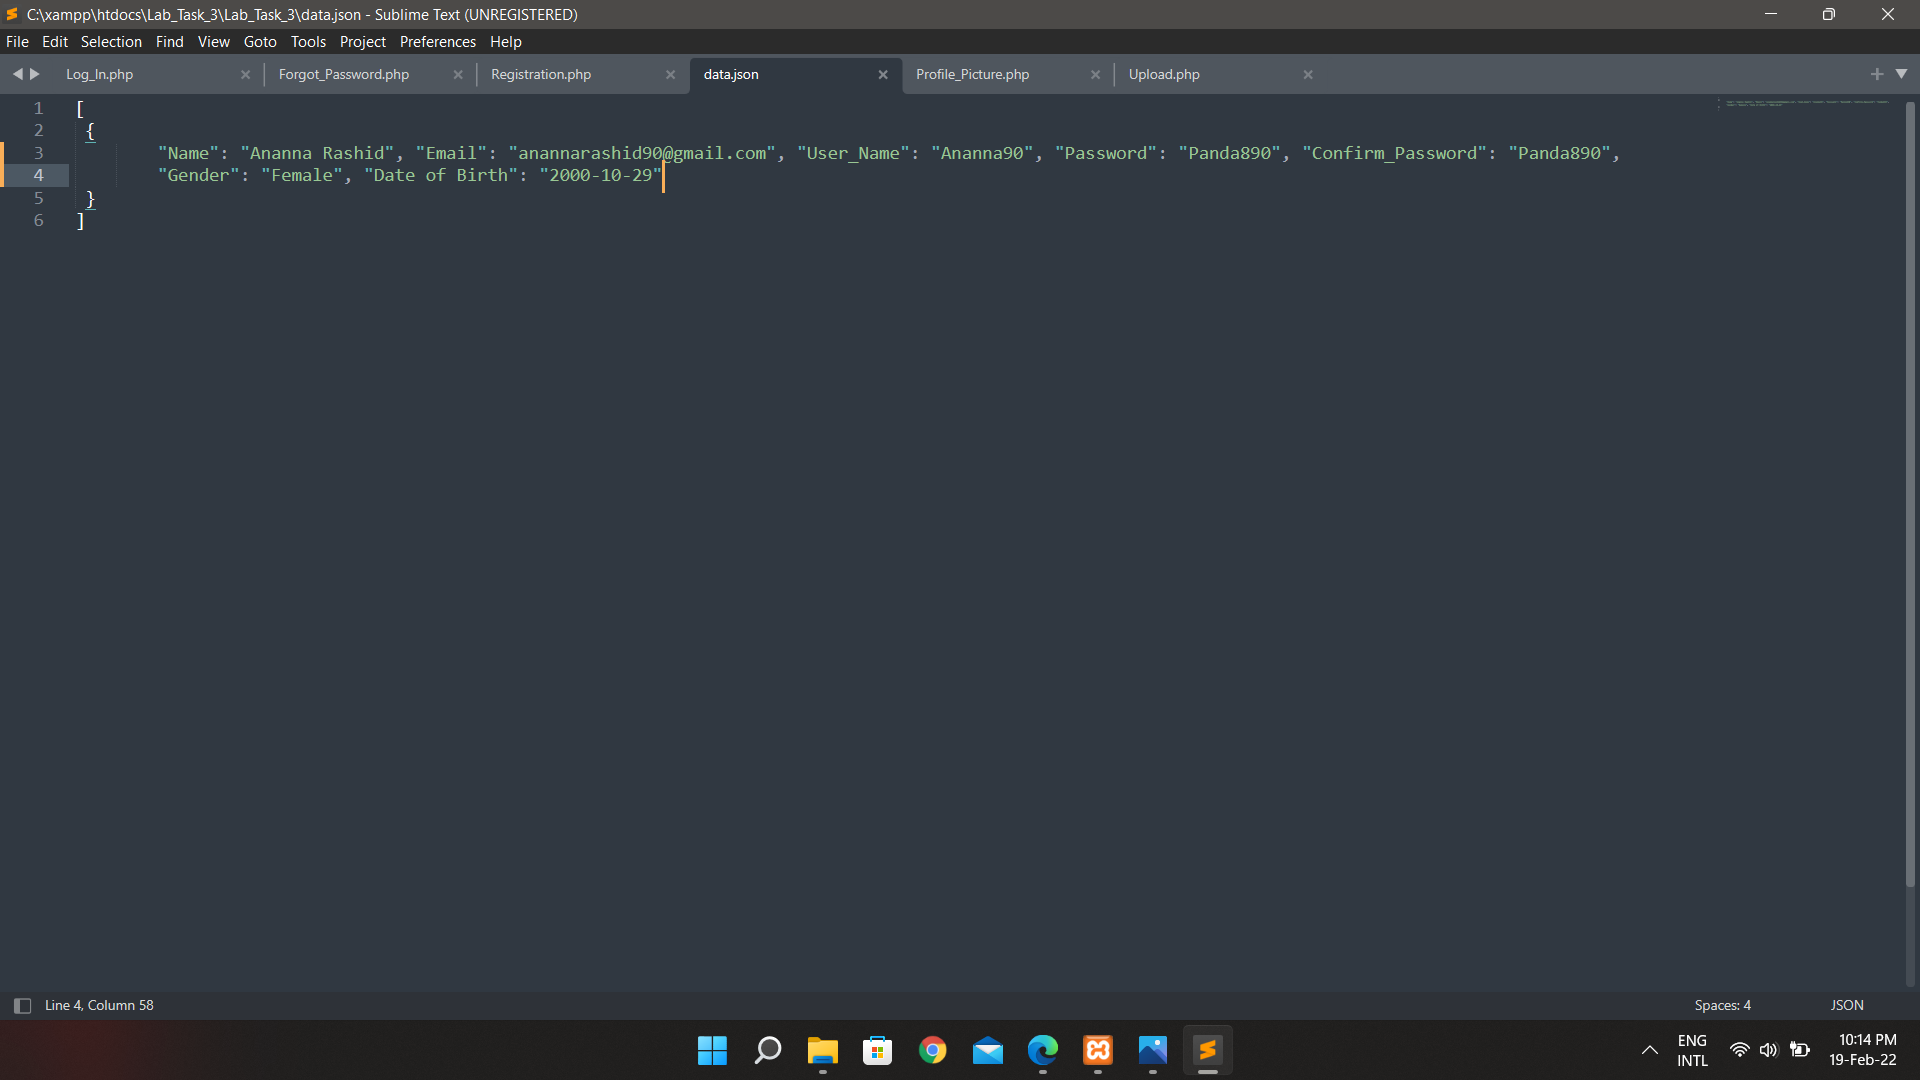 C:\xampp\htdocs\Lab_Task_3\Lab_Task_3\data.json - Sublime Text (UNREGISTERED)
File Edit Selection Find View Goto Tools Project Preferences Help
Log_In.php Forgot_Password.php Registration.php data.json Profile_Picture.php Upload.php
1 [
2 {
3 "Name": "Ananna Rashid", "Email": "anannarashid90@gmail.com", "User_Name": "Ananna90", "Password": "Panda890", "Confirm_Password": "Panda890",
4 "Gender": "Female", "Date of Birth": "2000-10-29"
5 }
6 ]
Line 4, Column 58 Spaces: 4 JSON
ENG 10:14 PM
INTL 19-Feb-22